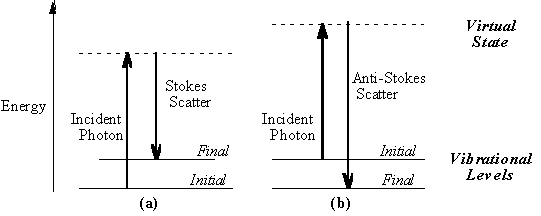 Virtual
State
Stokes
Scatter
Anti-Stokes
Scatter
Energy
Incident
Photon
Incident
Photon
Final
Initial
Vibrational
Levels
Initial
Final
(a)
(b)